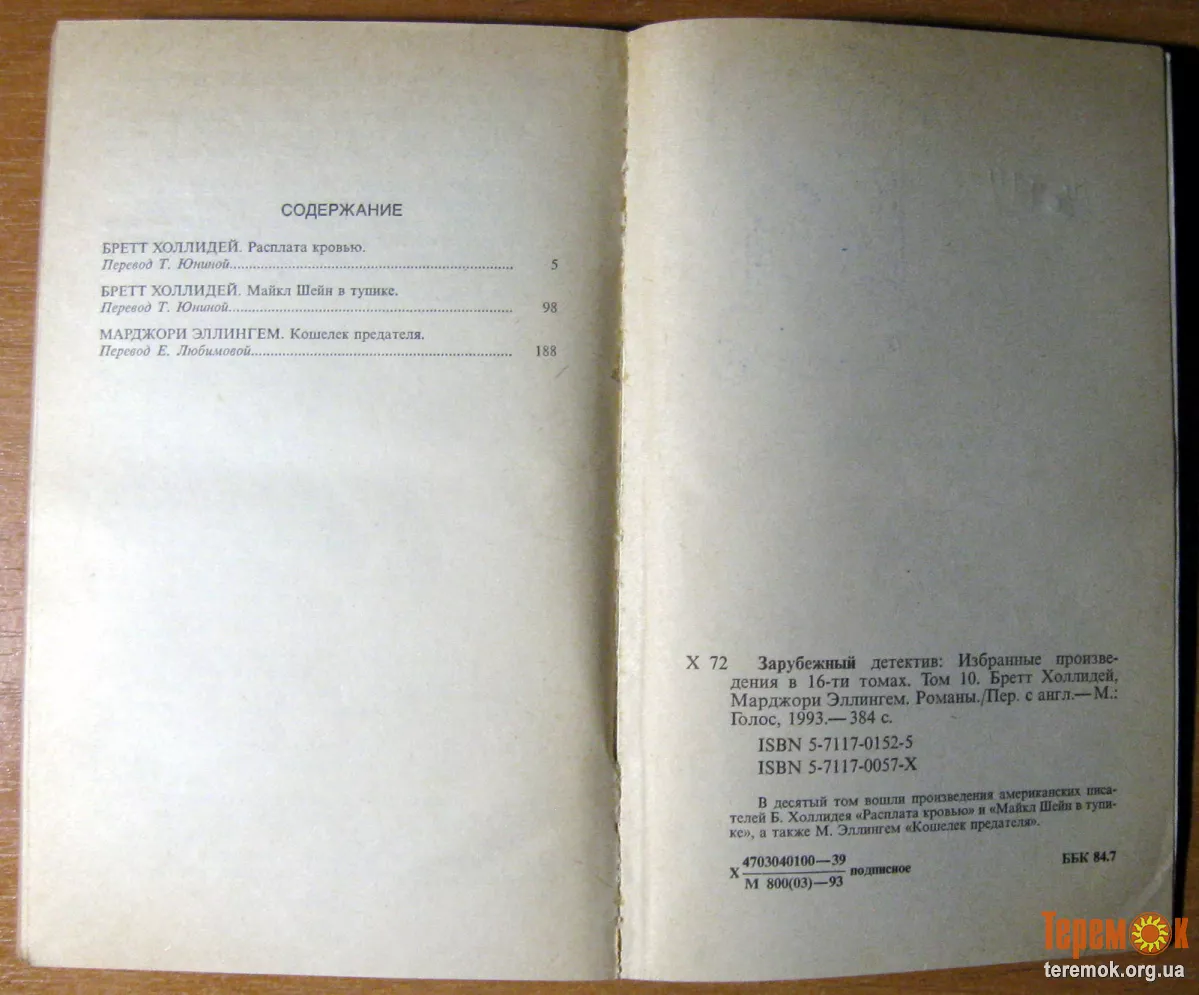 СОДЕРЖАНИЕ
БРЕТТ ХОЛЛИДЕЙ. Расплата кровью.
Перевод Т. Юниной 5
БРЕТТ ХОЛЛИДЕЙ. Майкл Шейн в тупике.
Перевод Т. Юниной 98
МАРДЖОРИ ЭЛЛИНГЕМ. Кошелек предателя.
Перевод Е. Любимовой 188
Х 72 Зарубежный детектив: Избранные произве-
дения в 16-ти томах. Том 10. Бретт Холлидей,
Марджори Эллингем. Романы./Пер. с англ.— М.:
Голос, 1993.— 384 с.
ISBN 5-7117-0152-5
ISBN 5-7117-0057-X
В десятый том вошли произведения американских писа-
телей Б. Холлидея «Расплата кровью» и «Майкл Шейн в тупи-
ке», а также М. Эллингем «Кошелек предателя».
4703040100—39
Х подписное ББК 84.7
М 800(03)—93
Теремок
teremok.org.ua